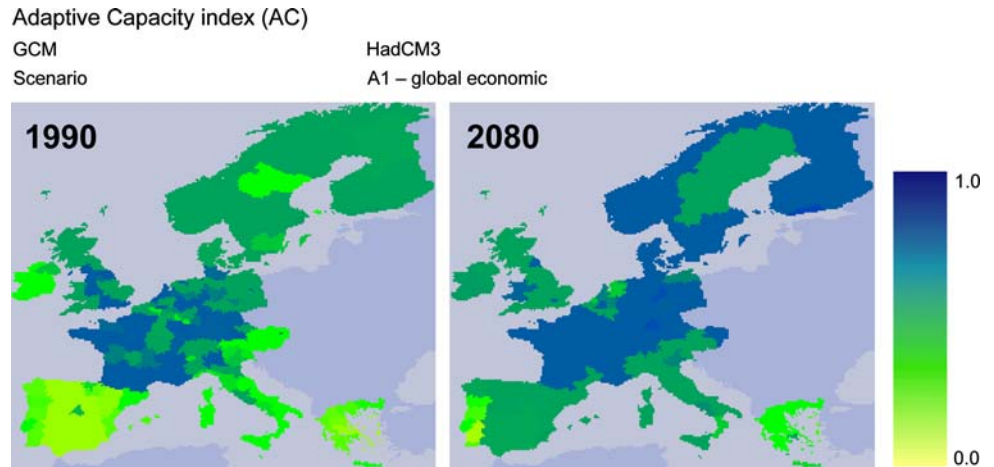 Adaptive Capacity index (AC)
GCM HadCM3
Scenario A1 – global economic
1990 2080
1.0
0.0